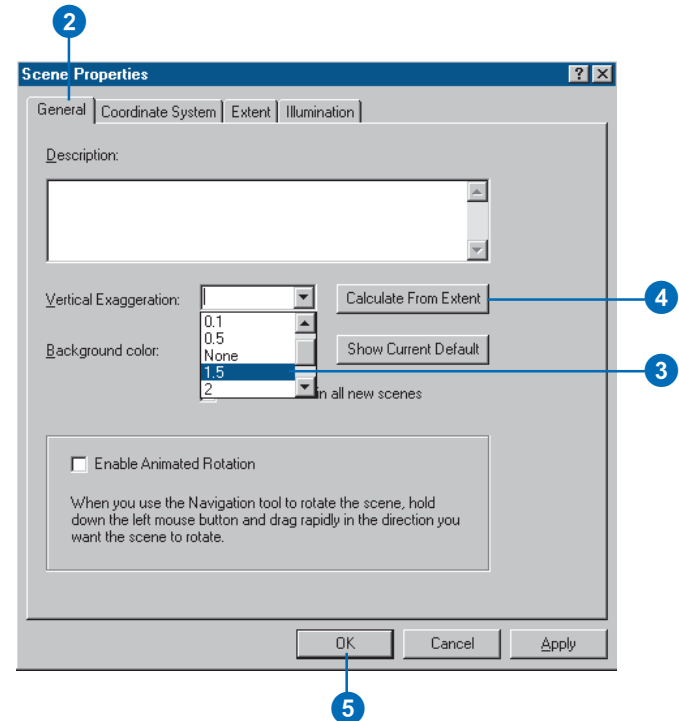 2
Scene Properties
General Coordinate System Extent Illumination
Description:
Vertical Exaggeration: Calculate From Extent 4
0.1
0.5
Background color: None Show Current Default
1.5 3
2 in all new scenes
Enable Animated Rotation
When you use the Navigation tool to rotate the scene, hold
down the left mouse button and drag rapidly in the direction you
want the scene to rotate.
OK Cancel Apply
5